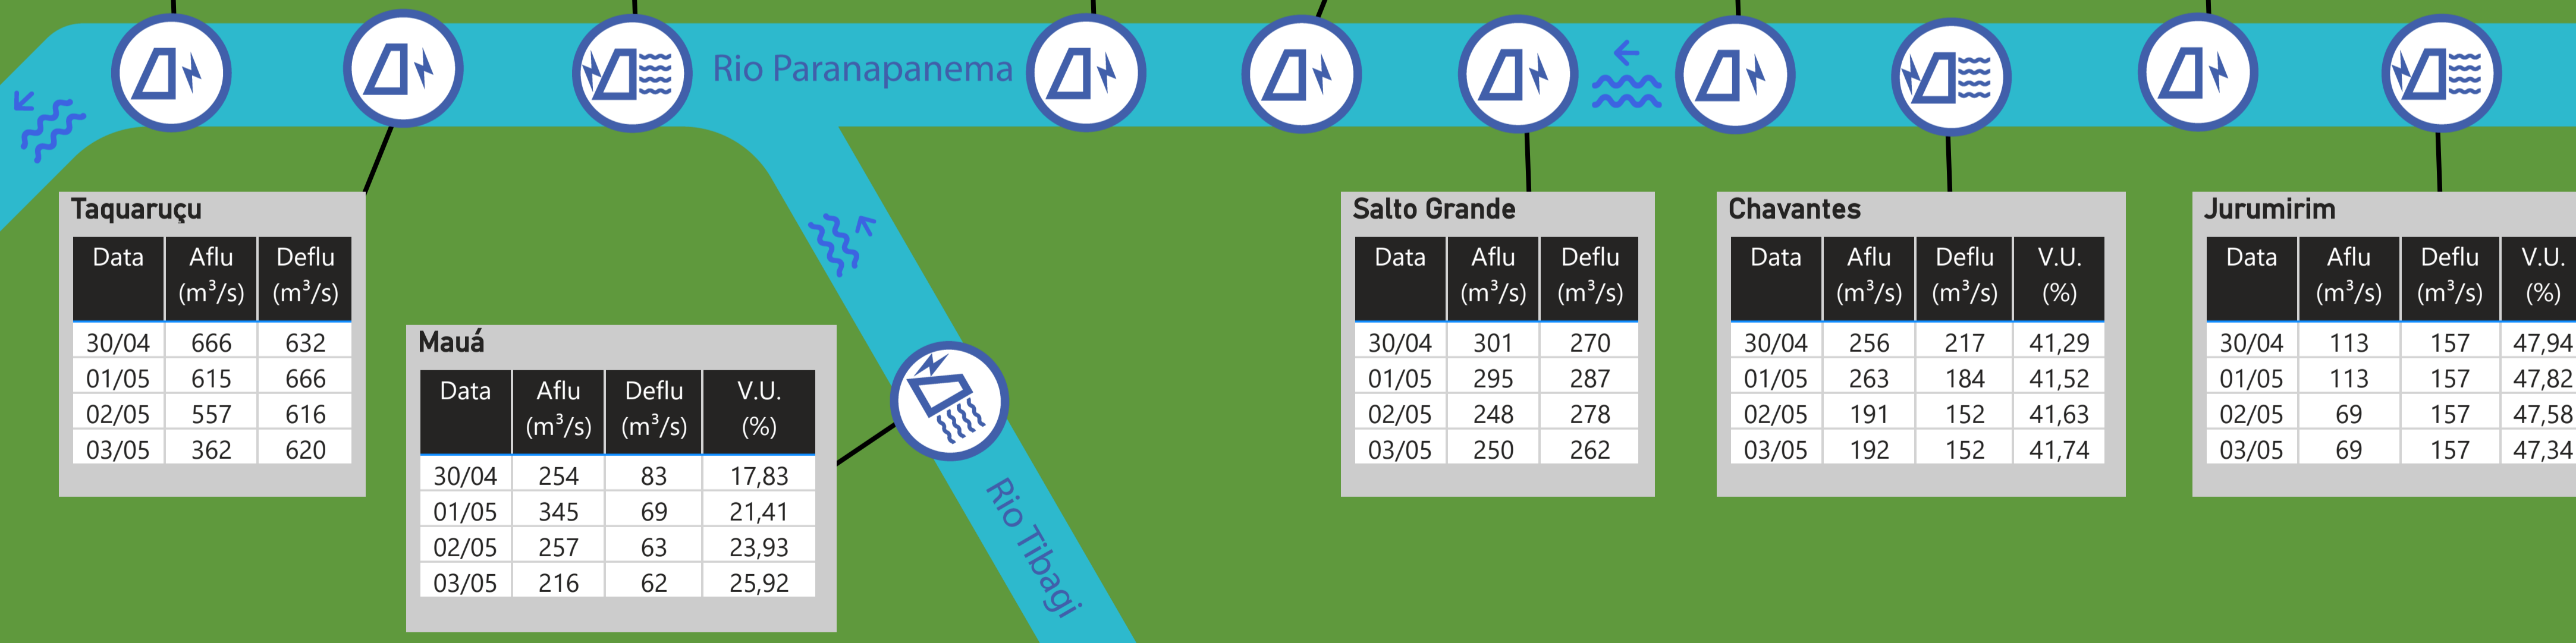 Rio Paranapanema
Taquaruçu
Data Aflu (m³/s) Deflu (m³/s)
30/04 666 632
01/05 615 666
02/05 557 616
03/05 362 620
Mauá
Data Aflu (m³/s) Deflu (m³/s) V.U. (%)
30/04 254 83 17,83
01/05 345 69 21,41
02/05 257 63 23,93
03/05 216 62 25,92
Rio Tibagi
Salto Grande
Data Aflu (m³/s) Deflu (m³/s)
30/04 301 270
01/05 295 287
02/05 248 278
03/05 250 262
Chavantes
Data Aflu (m³/s) Deflu (m³/s) V.U. (%)
30/04 256 217 41,29
01/05 263 184 41,52
02/05 191 152 41,63
03/05 192 152 41,74
Jurumirim
Data Aflu (m³/s) Deflu (m³/s) V.U. (%)
30/04 113 157 47,94
01/05 113 157 47,82
02/05 69 157 47,58
03/05 69 157 47,34